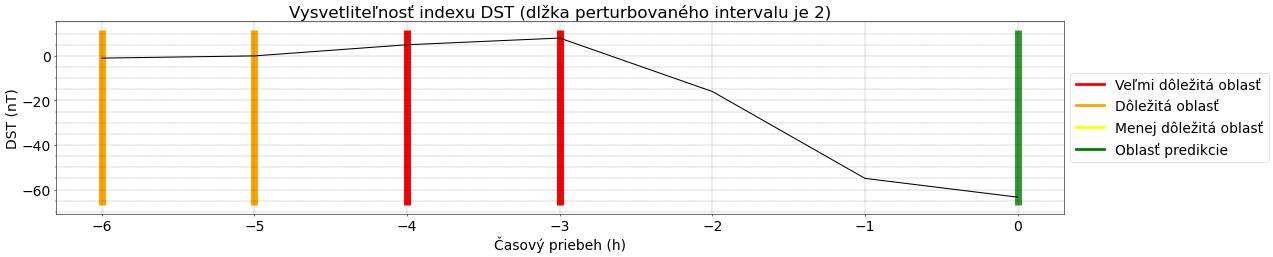 Vysvetliteľnosť indexu DST (dĺžka perturbovaného intervalu je 2)
DST (nT)
0
−20
−40
−60
−6
−5
−4
−3
−2
−1
0
Časový priebeh (h)
Veľmi dôležitá oblasť
Dôležitá oblasť
Menej dôležitá oblasť
Oblasť predikcie